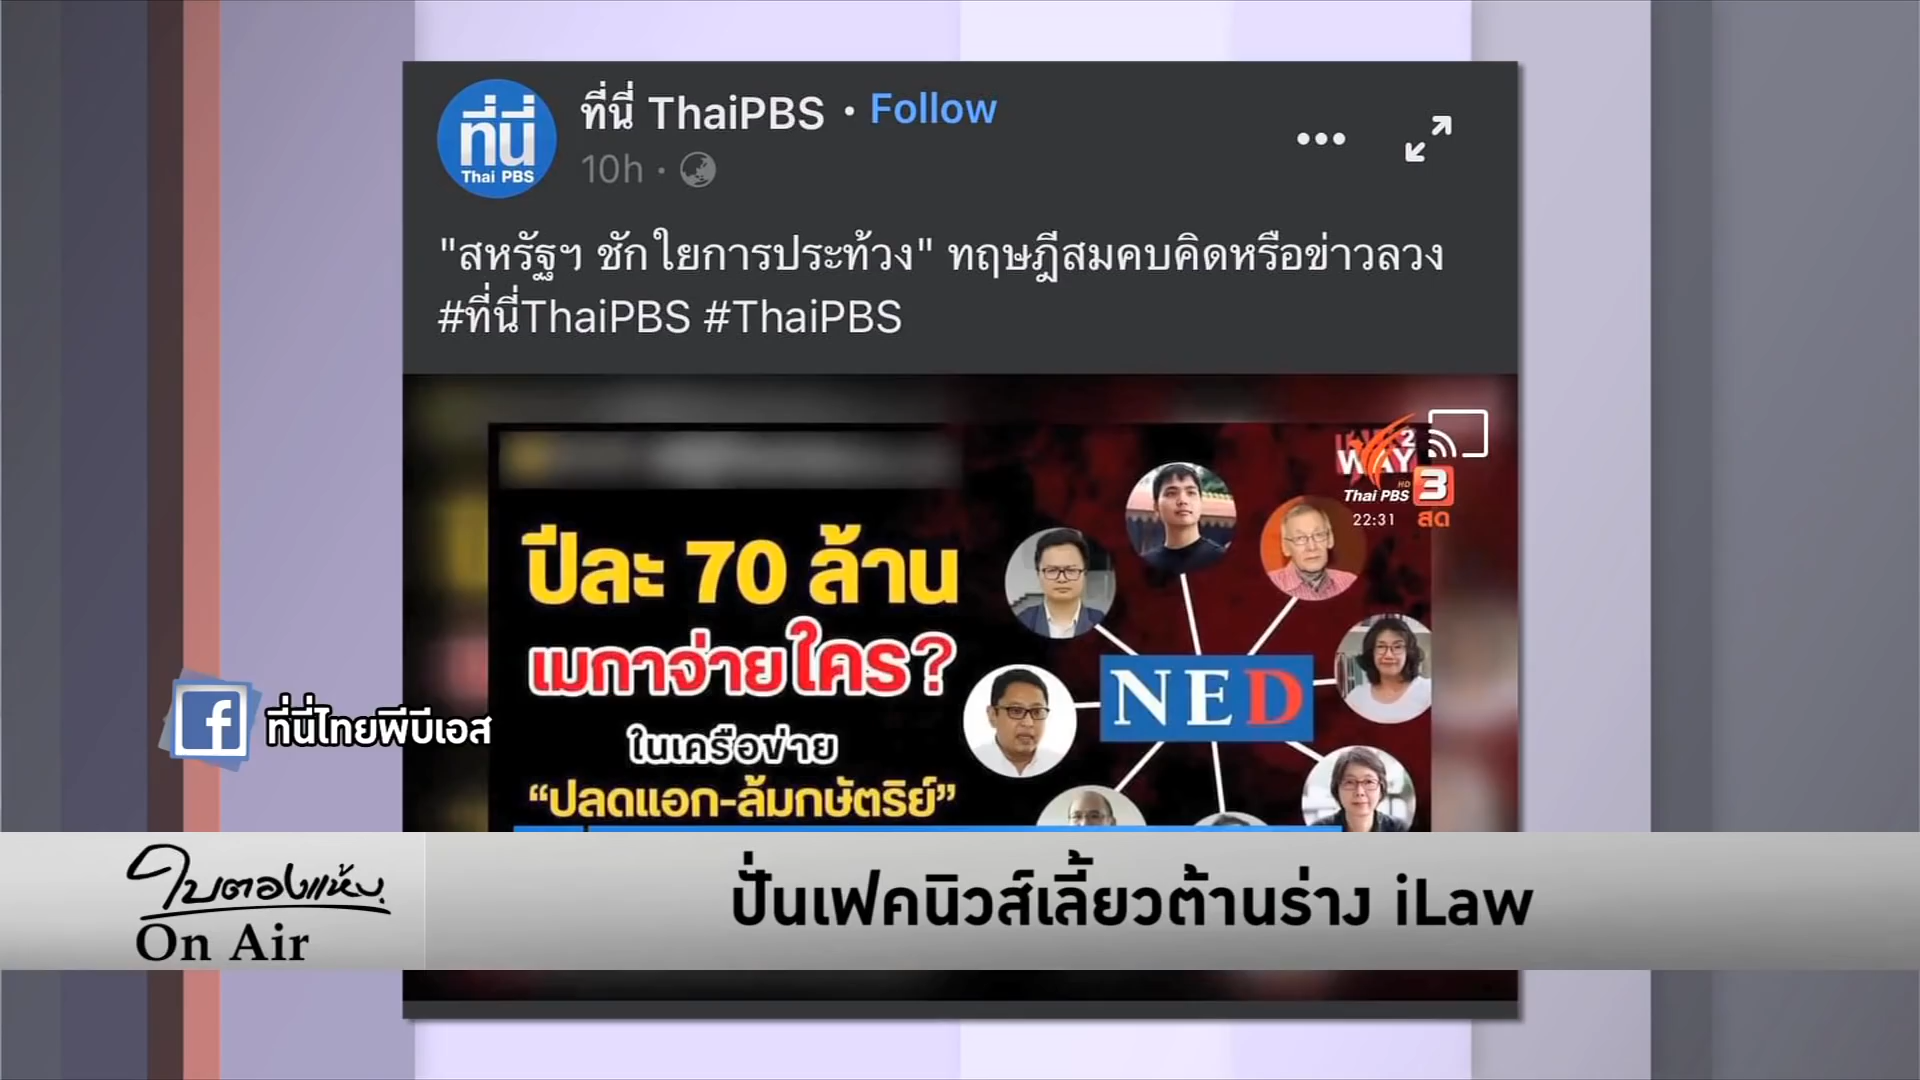 ที่นี่
Thai PBS
ที่นี่ ThaiPBS · Follow
10h ·
"สหรัฐฯ ชักใยการประท้วง" ทฤษฎีสมคบคิดหรือข่าวลวง
#ที่นี่ThaiPBS #ThaiPBS
2
WAY
HD
Thai PBS 3
22:31 สด
ปีละ 70 ล้าน
เมกาจ่ายใคร?
ในเครือข่าย
“ปลดแอก-ล้มกษัตริย์”
NED
f ที่นี่ไทยพีบีเอส
ใบตองแห้ง
On Air
ปั่นเฟคนิวส์เลี้ยวต้านร่าง iLaw